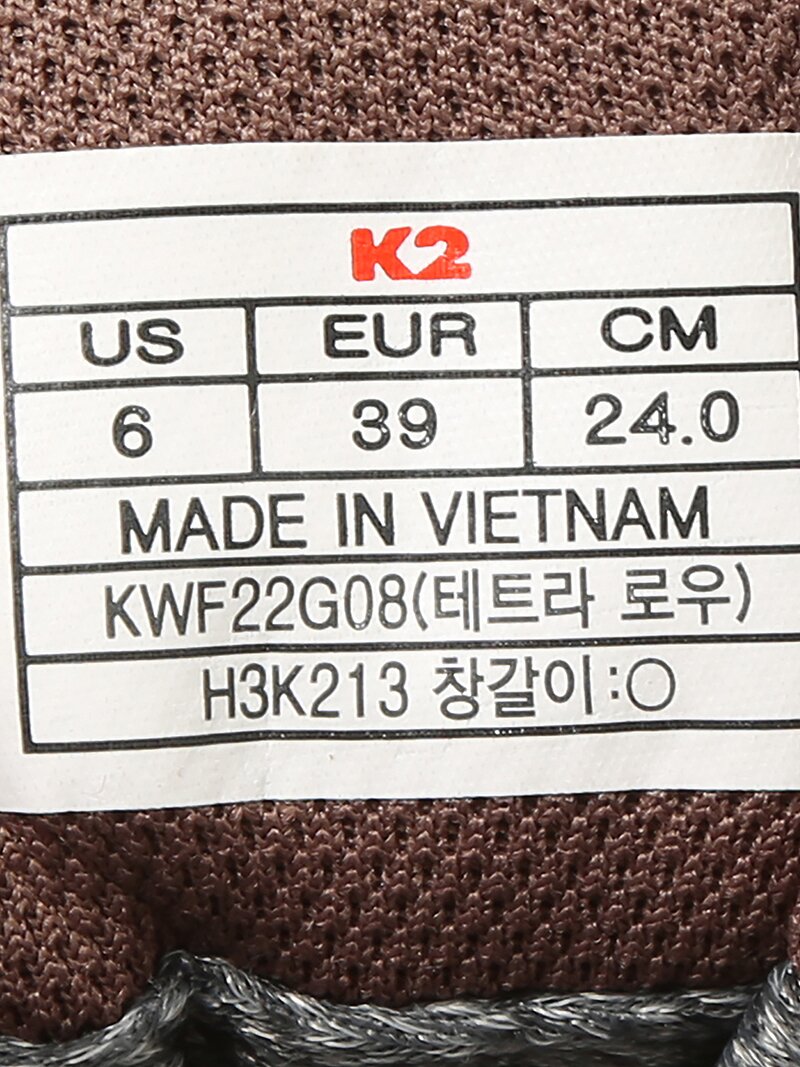 K2
US EUR CM
6 39 24.0
MADE IN VIETNAM
KWF22G08(테트라 로우)
H3K213 창갈이:○